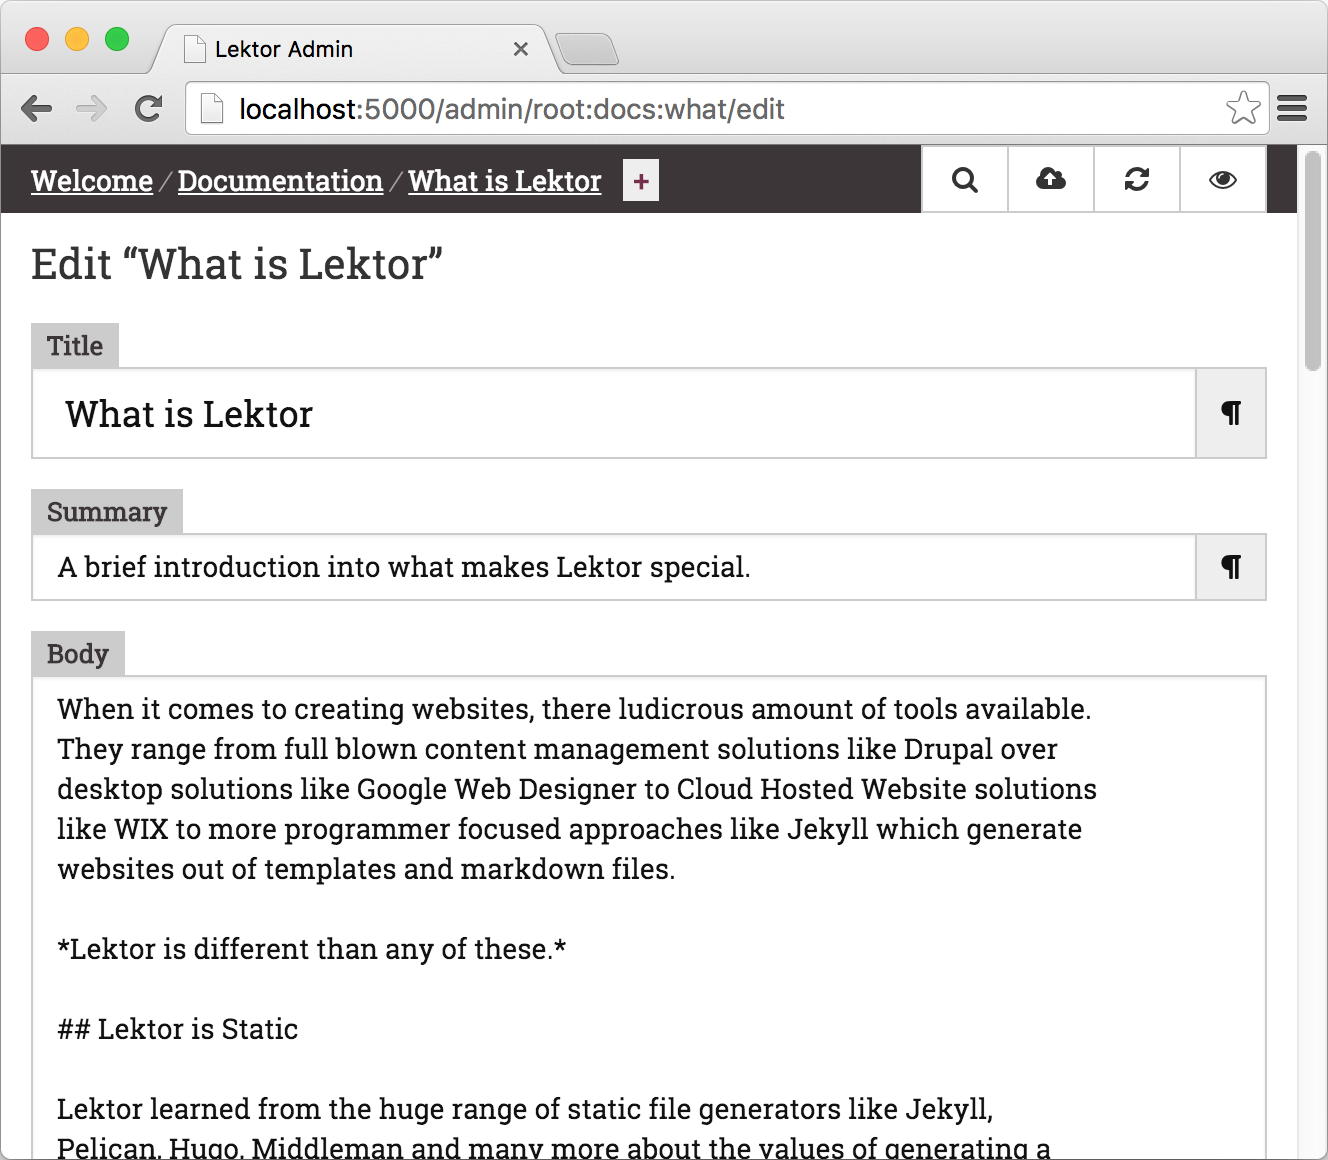 Lektor Admin
localhost:5000/admin/root:docs:what/edit
Welcome / Documentation / What is Lektor +
Edit “What is Lektor”
Title
What is Lektor ¶
Summary
A brief introduction into what makes Lektor special. ¶
Body
When it comes to creating websites, there ludicrous amount of tools available.
They range from full blown content management solutions like Drupal over
desktop solutions like Google Web Designer to Cloud Hosted Website solutions
like WIX to more programmer focused approaches like Jekyll which generate
websites out of templates and markdown files.
*Lektor is different than any of these.*
## Lektor is Static
Lektor learned from the huge range of static file generators like Jekyll,
Pelican, Hugo, Middleman and many more about the values of generating a